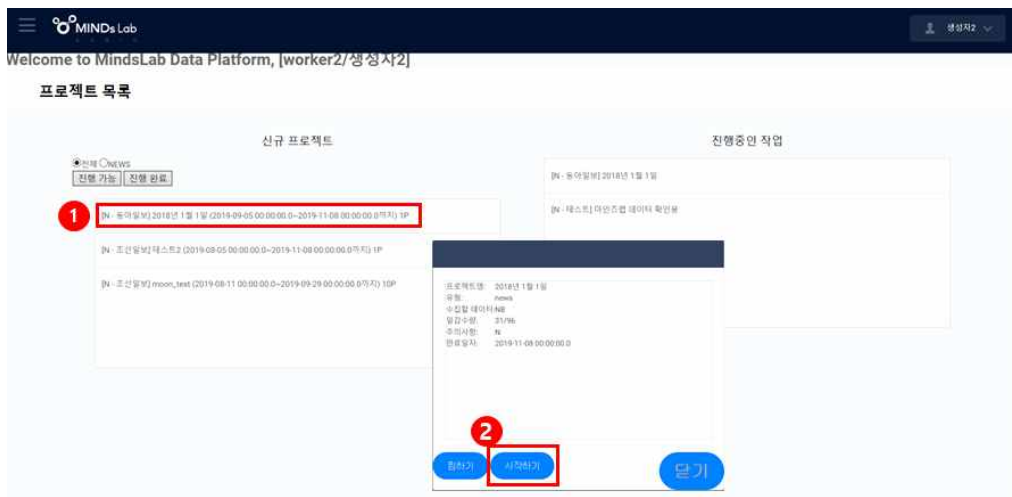 MINDs Lab
생성자2
Welcome to MindsLab Data Platform, [worker2/생성자2]
프로젝트 목록
신규 프로젝트
진행중인 작업
전체 NEWS
진행 가능 진행 완료
[N - 동아일보] 2018년 1월 1일
1
[N - 동아일보] 2018년 1월 1일 (2019-09-05 00:00:00.0~2019-11-08 00:00:00.0까지) 1P
[N - 테스트] 마인즈랩 데이터 확인용
[N - 조선일보] 테스트2 (2019-08-05 00:00:00.0~2019-11-08 00:00:00.0까지) 1P
[N - 조선일보] moon_text (2019-08-11 00:00:00.0~2019-09-29 00:00:00.0까지) 10P
프로젝트명: 2018년 1월 1일
유형: news
수집할 데이터:NB
일감수량: 31/96
주의사항: N
완료일자: 2019-11-08 00:00:00.0
2
찜하기 시작하기 닫기